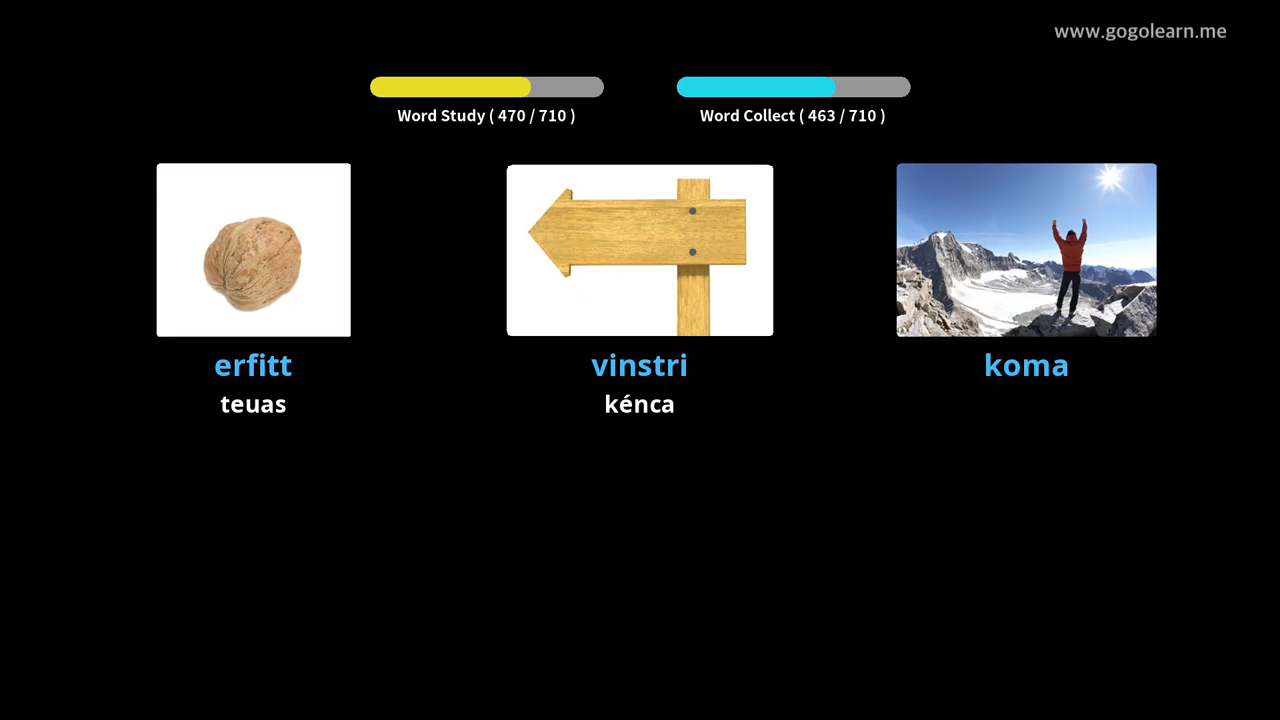 www.gogolearn.me
Word Study ( 470 / 710 )
Word Collect ( 463 / 710 )
erfitt
vinstri
koma
teuas
kénca